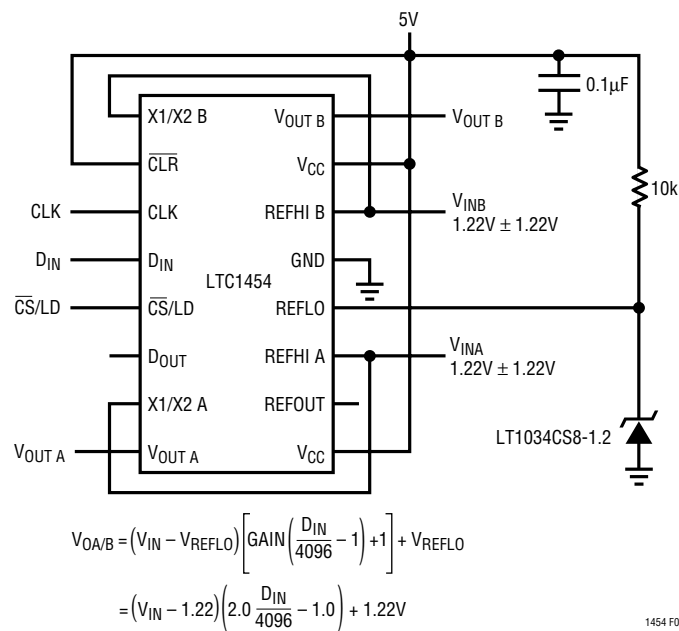 5V
0.1µF
X1/X2 B
V_OUT B
V_OUT B
CLR
V_CC
10k
CLK
CLK
REFHI B
V_INB
1.22V ± 1.22V
D_IN
D_IN
GND
LTC1454
CS/LD
CS/LD
REFLO
D_OUT
REFHI A
V_INA
1.22V ± 1.22V
X1/X2 A
REFOUT
LT1034CS8-1.2
V_OUT A
V_OUT A
V_CC
V_OA/B = (V_IN – V_REFLO) [GAIN (D_IN/4096 – 1) +1] + V_REFLO
= (V_IN – 1.22) (2.0 D_IN/4096 – 1.0) + 1.22V
1454 F0